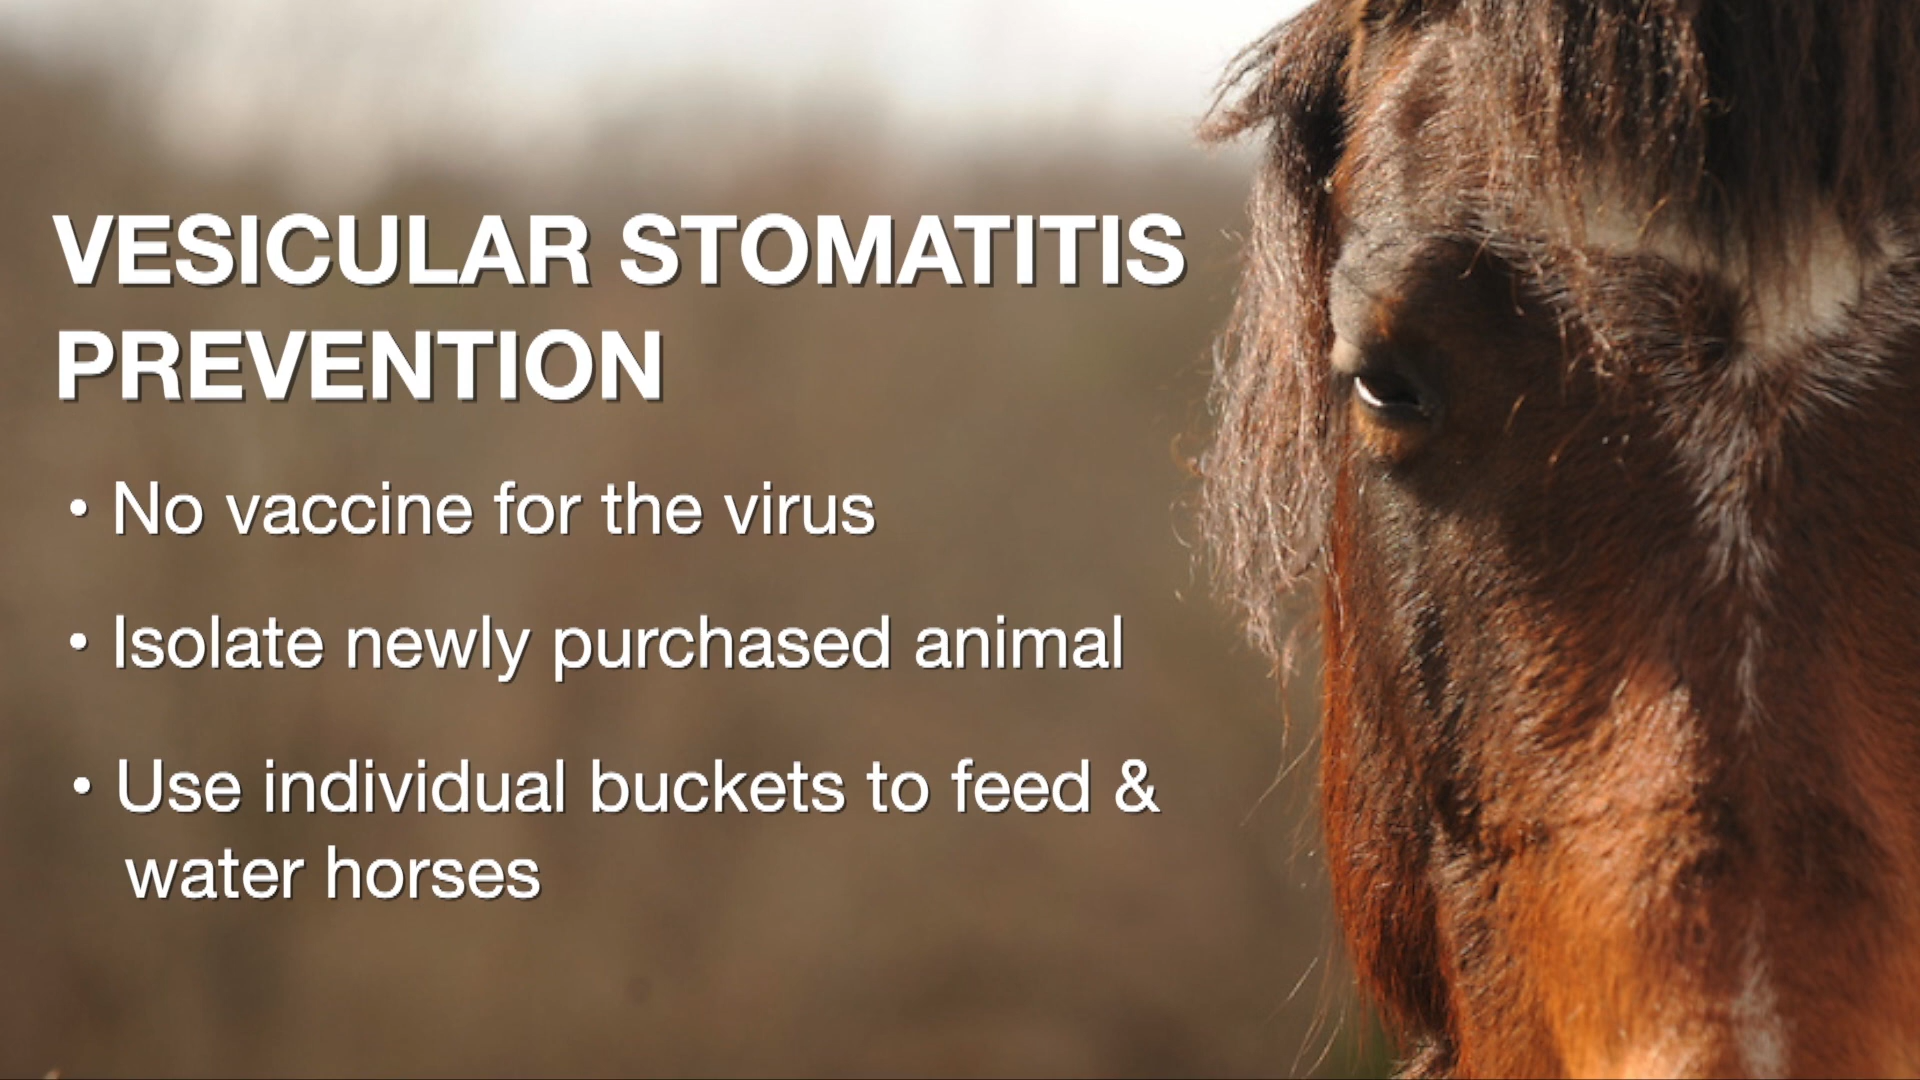 VESICULAR STOMATITIS
PREVENTION
• No vaccine for the virus
• Isolate newly purchased animal
• Use individual buckets to feed &
water horses